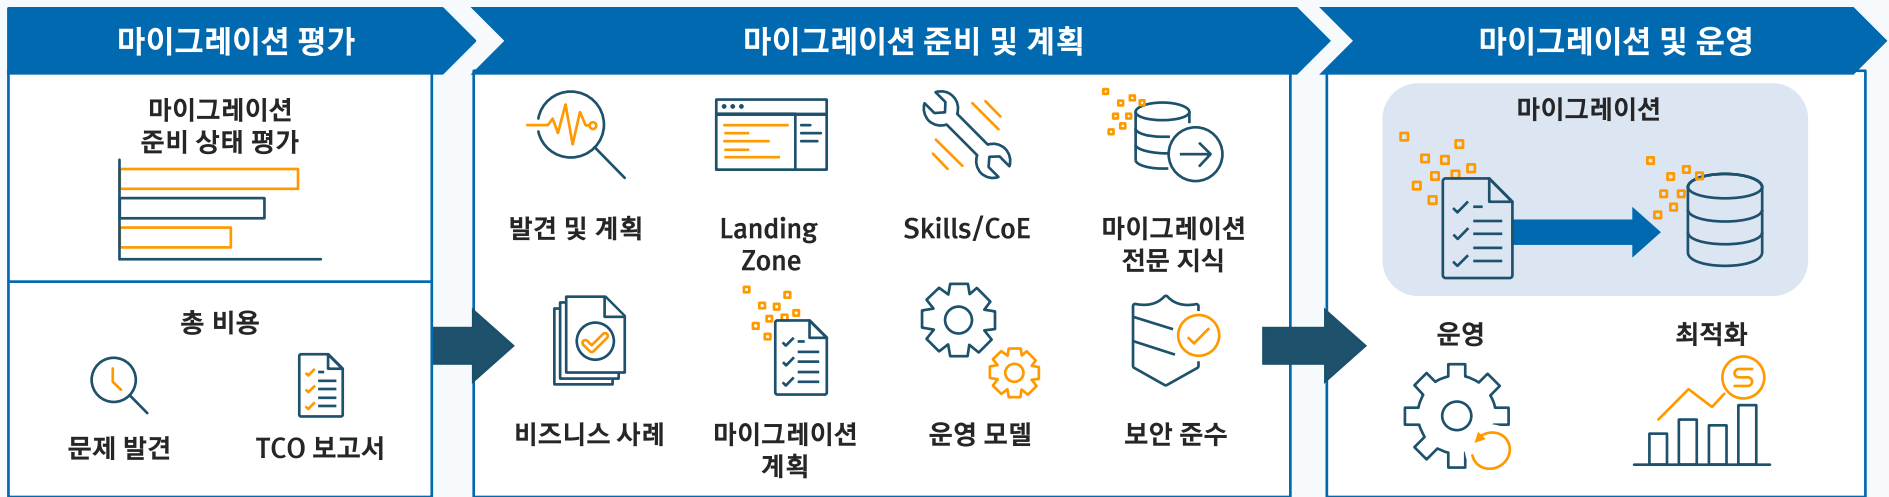 마이그레이션 평가
마이그레이션
준비 상태 평가
총 비용
문제 발견
TCO 보고서
마이그레이션 준비 및 계획
발견 및 계획
Landing
Zone
Skills/CoE
마이그레이션
전문 지식
비즈니스 사례
마이그레이션
계획
운영 모델
보안 준수
마이그레이션 및 운영
마이그레이션
운영
최적화
S